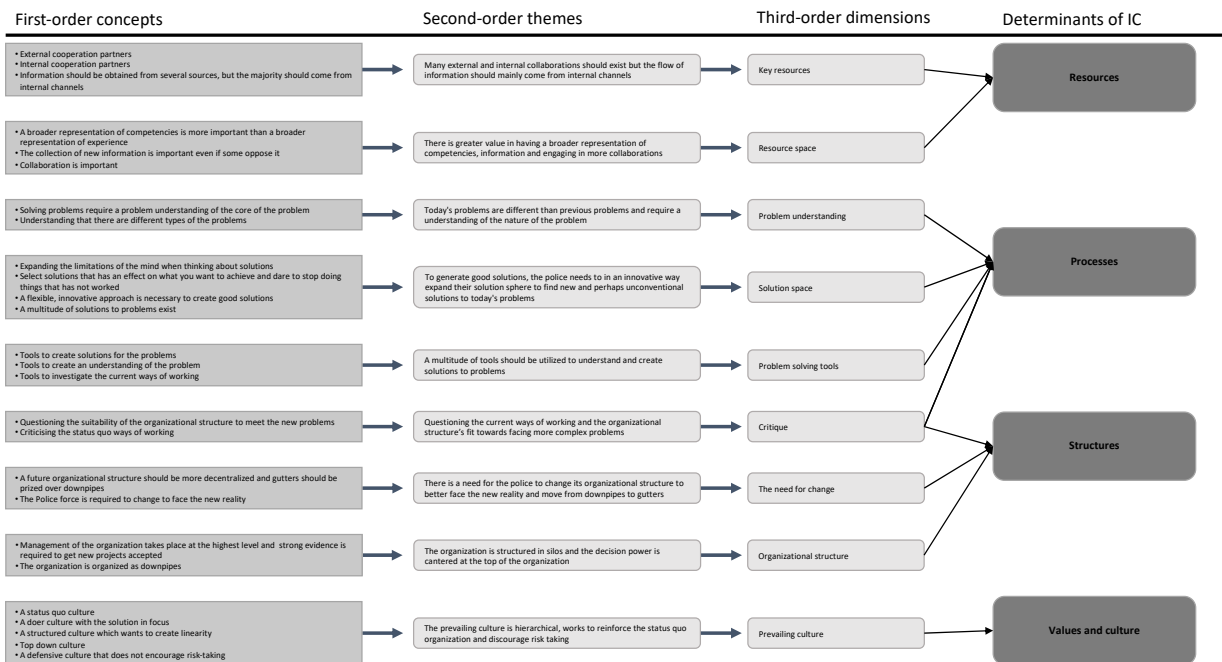 First-order concepts
Second-order themes
Third-order dimensions
Determinants of IC
• External cooperation partners
• Internal cooperation partners
• Information should be obtained from several sources, but the majority should come from
internal channels
Many external and internal collaborations should exist but the flow of
information should mainly come from internal channels
Key resources
Resources
• A broader representation of competencies is more important than a broader
representation of experience
• The collection of new information is important even if some oppose it
• Collaboration is important
There is greater value in having a broader representation of
competencies, information and engaging in more collaborations
Resource space
• Solving problems require a problem understanding of the core of the problem
• Understanding that there are different types of the problems
Today's problems are different than previous problems and require a
understanding of the nature of the problem
Problem understanding
Processes
• Expanding the limitations of the mind when thinking about solutions
• Select solutions that has an effect on what you want to achieve and dare to stop doing
things that has not worked
• A flexible, innovative approach is necessary to create good solutions
• A multitude of solutions to problems exist
To generate good solutions, the police needs to in an innovative way
expand their solution sphere to find new and perhaps unconventional
solutions to today's problems
Solution space
• Tools to create solutions for the problems
• Tools to create an understanding of the problem
• Tools to investigate the current ways of working
A multitude of tools should be utilized to understand and create
solutions to problems
Problem solving tools
• Questioning the suitability of the organizational structure to meet the new problems
• Criticising the status quo ways of working
Questioning the current ways of working and the organizational
structure's fit towards facing more complex problems
Critique
Structures
• A future organizational structure should be more decentralized and gutters should be
prized over downpipes
• The Police force is required to change to face the new reality
There is a need for the police to change its organizational structure to
better face the new reality and move from downpipes to gutters
The need for change
• Management of the organization takes place at the highest level and strong evidence is
required to get new projects accepted
• The organization is organized as downpipes
The organization is structured in silos and the decision power is
cantered at the top of the organization
Organizational structure
• A status quo culture
• A doer culture with the solution in focus
• A structured culture which wants to create linearity
• Top down culture
• A defensive culture that does not encourage risk-taking
The prevailing culture is hierarchical, works to reinforce the status quo
organization and discourage risk taking
Prevailing culture
Values and culture